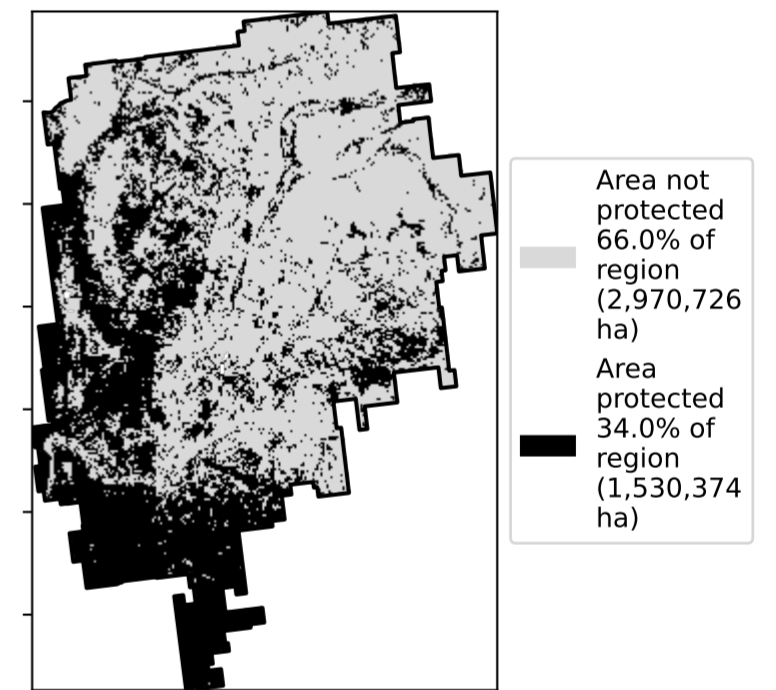 Area not
protected
66.0% of
region
(2,970,726
ha)
Area
protected
34.0% of
region
(1,530,374
ha)